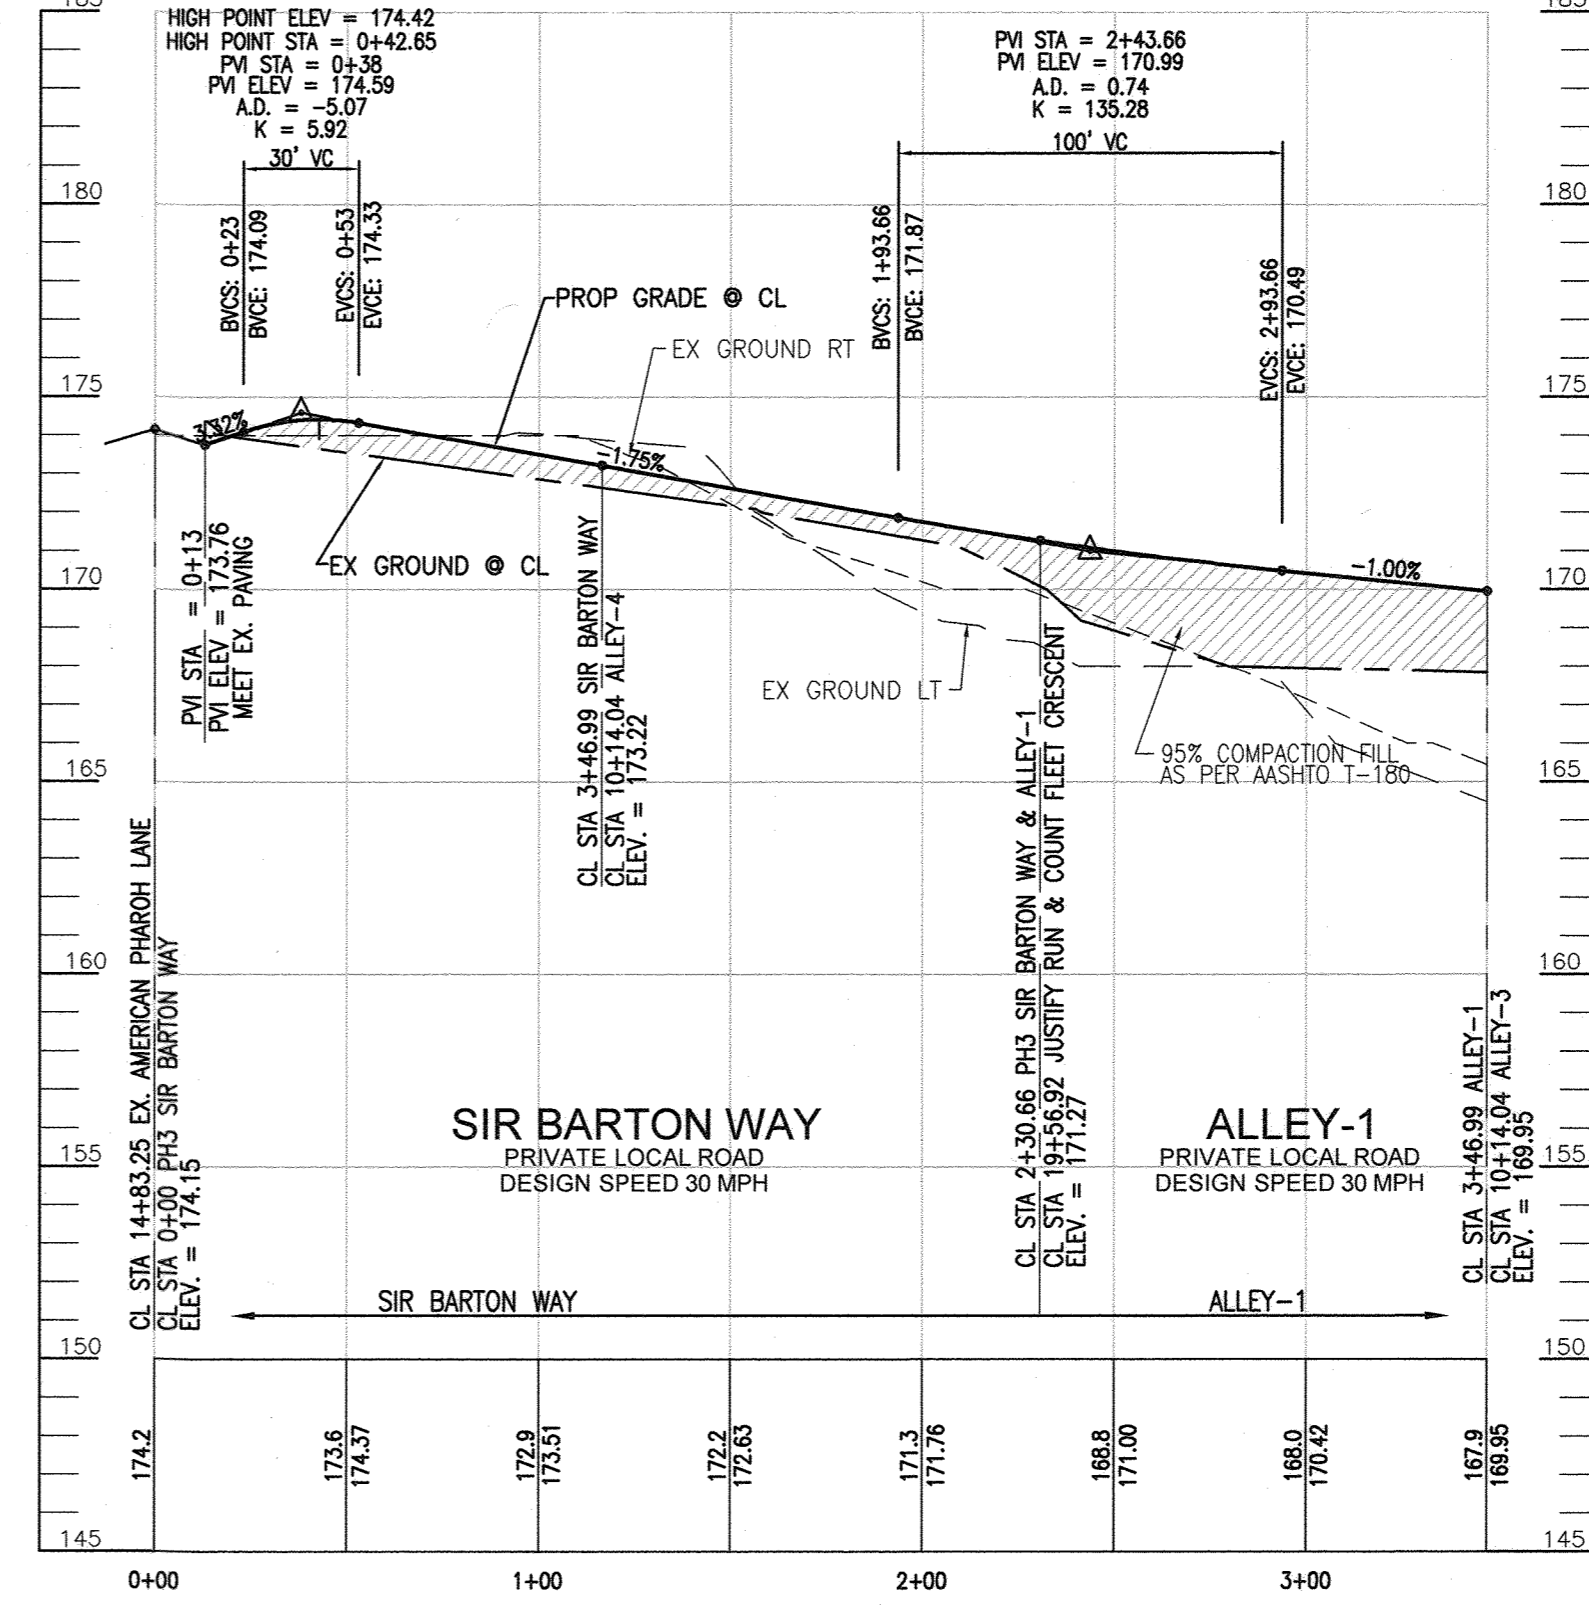 185
185
HIGH POINT ELEV = 174.42
HIGH POINT STA = 0+42.65
PVI STA = 0+38
PVI ELEV = 174.59
A.D. = -5.07
K = 5.92
30' VC
PVI STA = 2+43.66
PVI ELEV = 170.99
A.D. = 0.74
K = 135.28
100' VC
180
180
BVCS: 0+23
BVCE: 174.09
EVCS: 0+53
EVCE: 174.33
BVCS: 1+93.66
BVCE: 171.87
EVCS: 2+93.66
EVCE: 170.49
PROP GRADE @ CL
EX GROUND RT
175
175
3.32%
-1.75%
-1.00%
EX GROUND @ CL
170
170
PVI STA = 0+13
PVI ELEV = 173.76
MEET EX. PAVING
CL STA 3+46.99 SIR BARTON WAY
CL STA 10+14.04 ALLEY-4
ELEV. = 173.22
EX GROUND LT
95% COMPACTION FILL
AS PER AASHTO T-180
165
165
CL STA 14+83.25 EX. AMERICAN PHAROH LANE
CL STA 0+00 PH3 SIR BARTON WAY
ELEV. = 174.15
CL STA 2+30.66 PH3 SIR BARTON WAY & ALLEY-1
CL STA 19+56.92 JUSTIFY RUN & COUNT FLEET CRESCENT
ELEV. = 171.27
CL STA 3+46.99 ALLEY-1
CL STA 10+14.04 ALLEY-3
ELEV. = 169.95
160
160
SIR BARTON WAY
PRIVATE LOCAL ROAD
DESIGN SPEED 30 MPH
ALLEY-1
PRIVATE LOCAL ROAD
DESIGN SPEED 30 MPH
155
155
SIR BARTON WAY
ALLEY-1
150
150
174.2
173.6
174.37
172.9
173.51
172.2
172.63
171.3
171.76
168.8
171.00
168.0
170.42
167.9
169.95
145
145
0+00
1+00
2+00
3+00